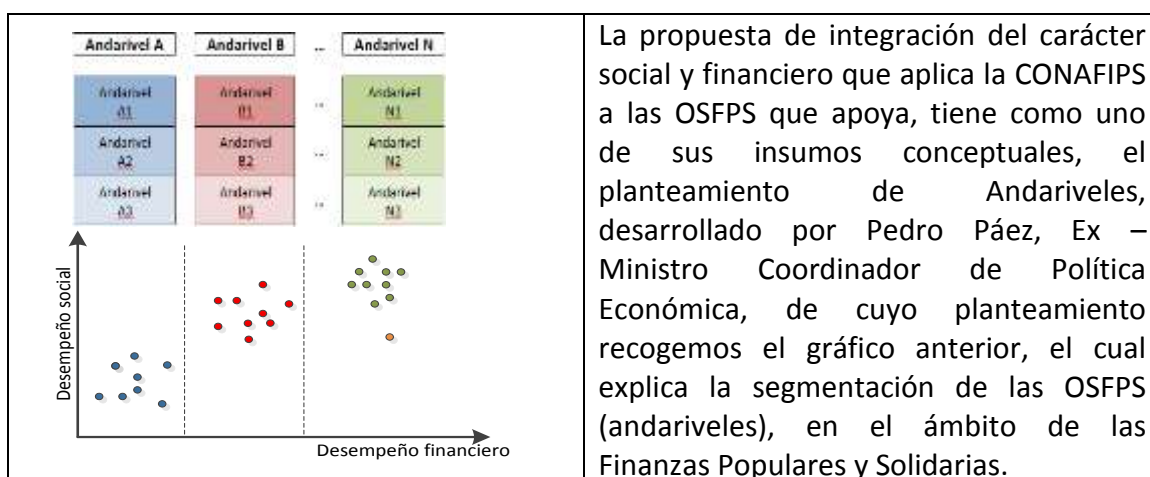 Andarivel A Andarivel B ... Andarivel N
Andarivel Andarivel ... Andarivel
A1 B1 N1
Andarivel Andarivel ... Andarivel
A2 B2 N2
Andarivel Andarivel ... Andarivel
A3 B3 N3
Desempeño social
Desempeño financiero
La propuesta de integración del carácter
social y financiero que aplica la CONAFIPS
a las OSFPS que apoya, tiene como uno
de sus insumos conceptuales, el
planteamiento de Andariveles,
desarrollado por Pedro Páez, Ex –
Ministro Coordinador de Política
Económica, de cuyo planteamiento
recogemos el gráfico anterior, el cual
explica la segmentación de las OSFPS
(andariveles), en el ámbito de las
Finanzas Populares y Solidarias.